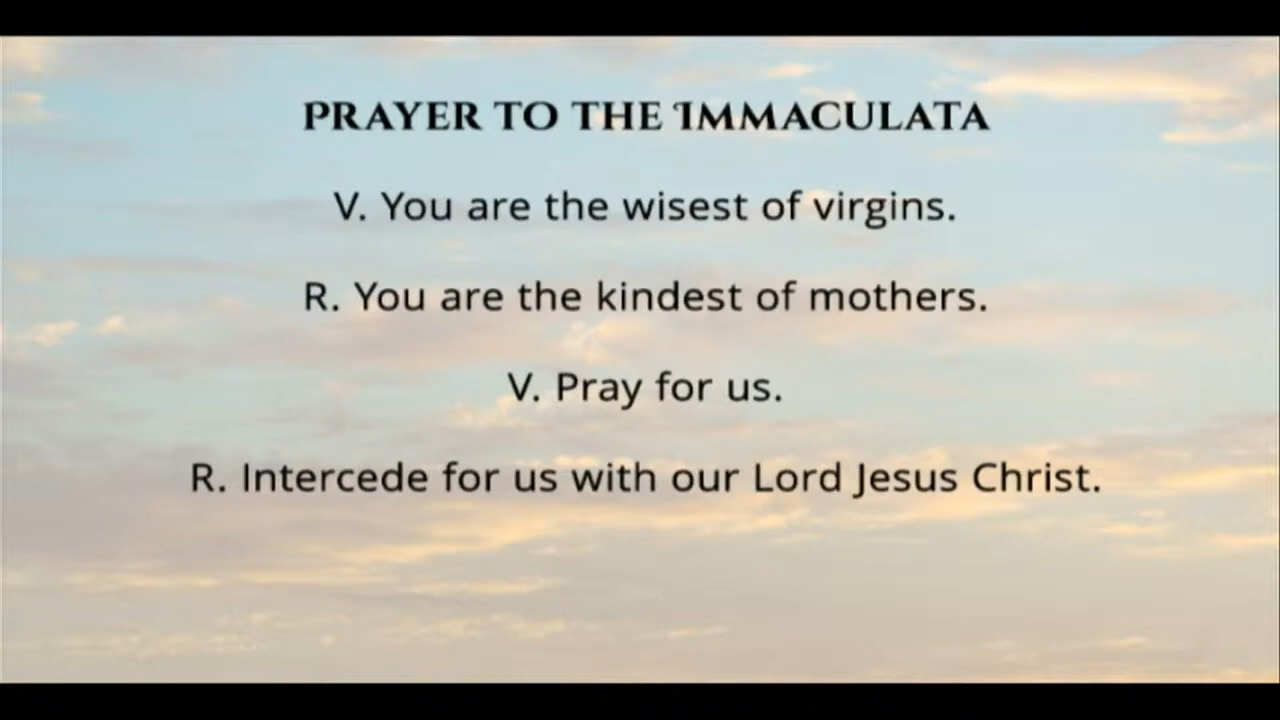 PRAYER TO THE IMMACULATA
V. You are the wisest of virgins.
R. You are the kindest of mothers.
V. Pray for us.
R. Intercede for us with our Lord Jesus Christ.